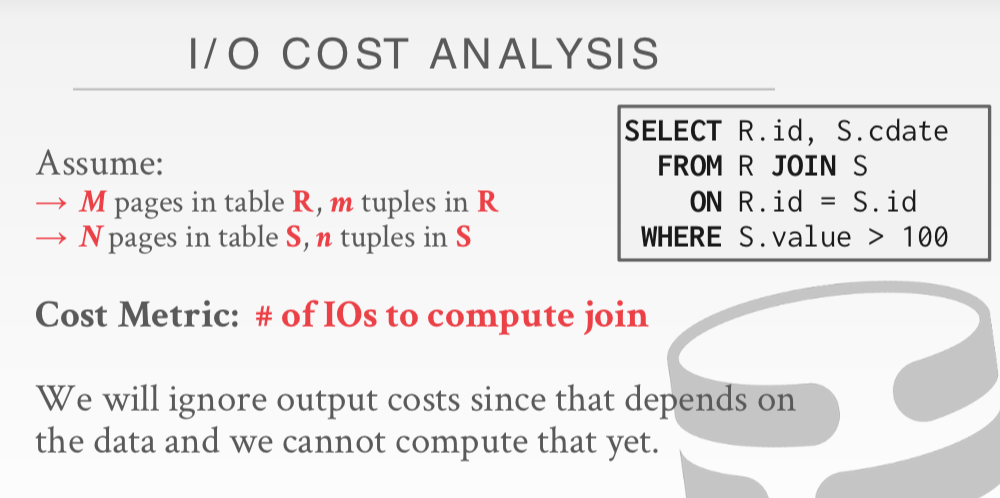 I/O COST ANALYSIS
SELECT R.id, S.cdate
FROM R JOIN S
ON R.id = S.id
WHERE S.value > 100
Assume:
→ M pages in table R, m tuples in R
→ N pages in table S, n tuples in S
Cost Metric: # of IOs to compute join
We will ignore output costs since that depends on
the data and we cannot compute that yet.